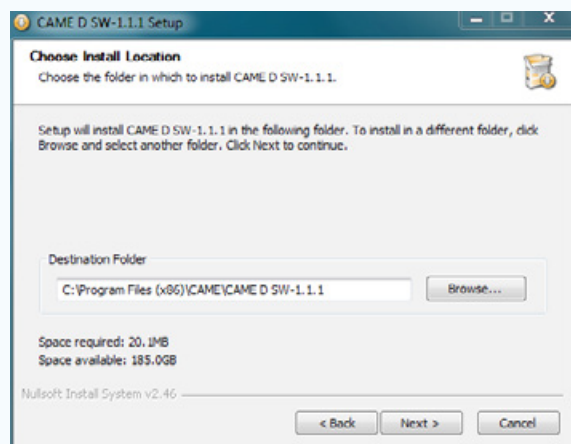 CAME D SW-1.1.1 Setup
Choose Install Location
Choose the folder in which to install CAME D SW-1.1.1.
Setup will install CAME D SW-1.1.1 in the following folder. To install in a different folder, click
Browse and select another folder. Click Next to continue.
Destination Folder
C:\Program Files (x86)\CAME\CAME D SW-1.1.1
Browse...
Space required: 20.1MB
Space available: 185.0GB
Nullsoft Install System v2.46
< Back Next > Cancel